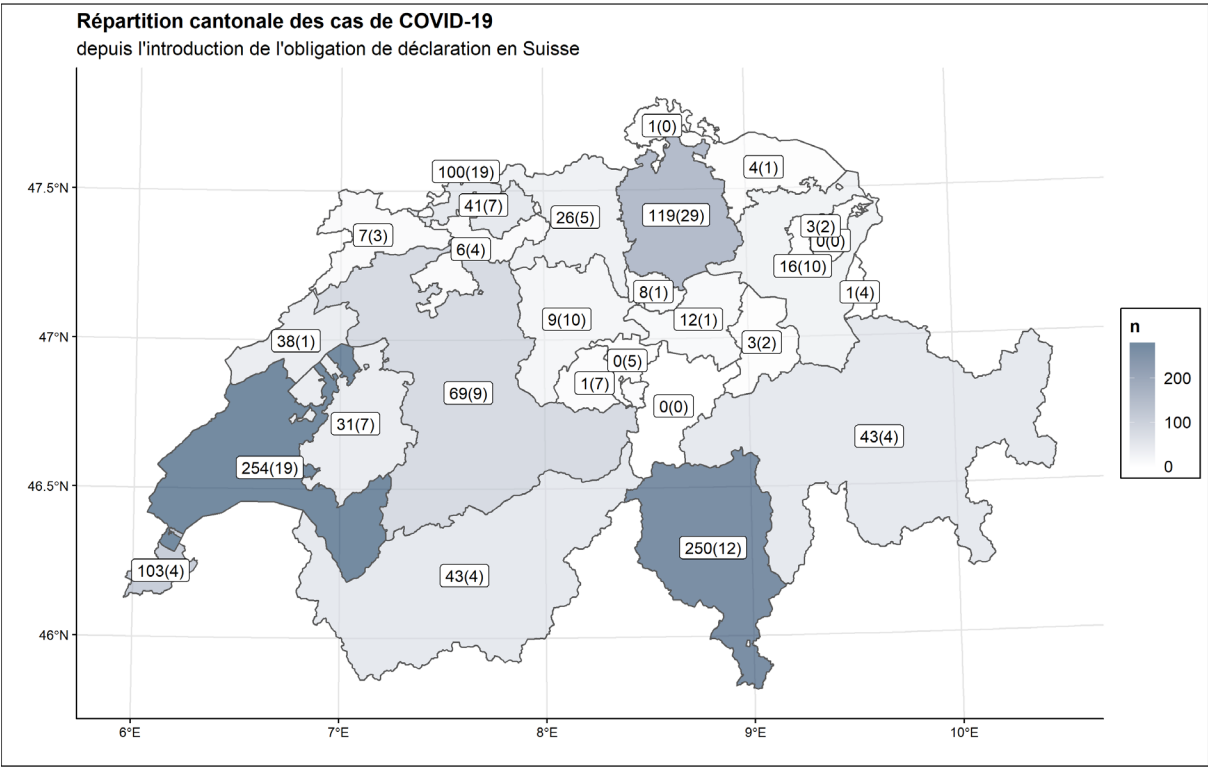 Répartition cantonale des cas de COVID-19
depuis l'introduction de l'obligation de déclaration en Suisse
1(0)
4(1)
100(19)
41(7)
26(5)
119(29)
3(2)
0(0)
7(3)
6(4)
16(10)
8(1)
1(4)
9(10)
12(1)
38(1)
3(2)
0(5)
1(7)
69(9)
0(0)
31(7)
43(4)
254(19)
250(12)
103(4)
43(4)
47.5°N
47°N
46.5°N
46°N
6°E
7°E
8°E
9°E
10°E
n
200
100
0